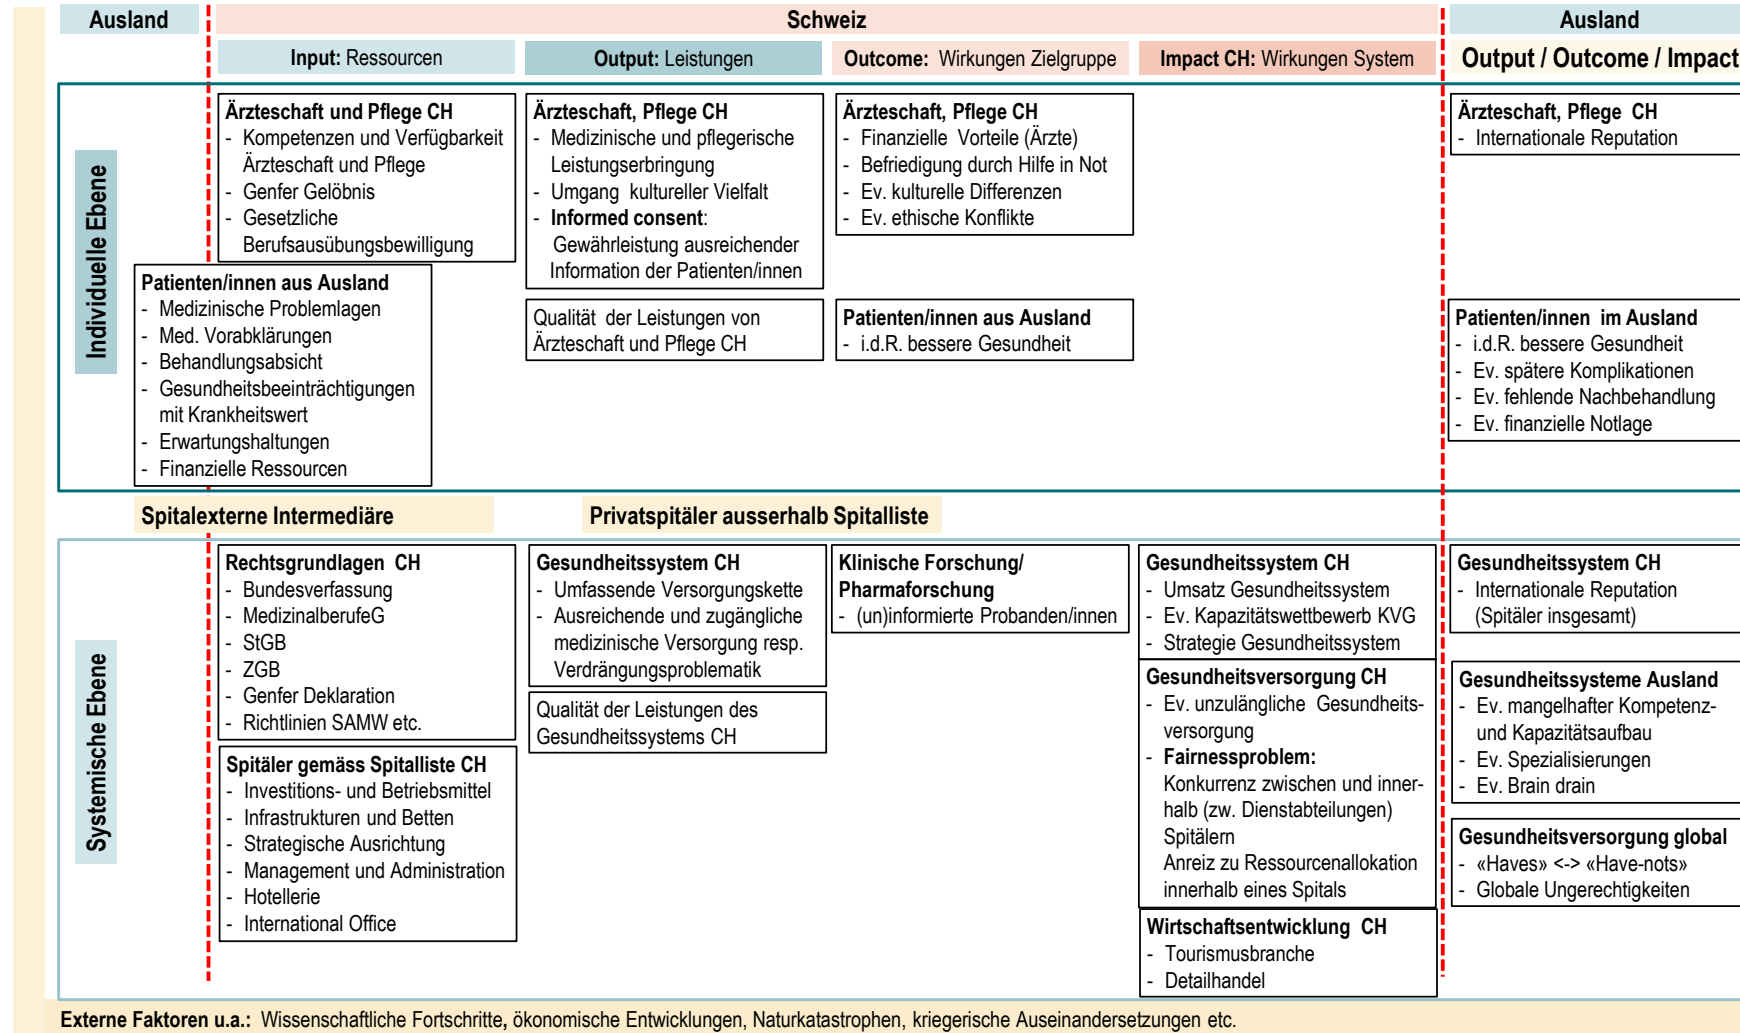 Ausland
Schweiz
Ausland
Input: Ressourcen
Output: Leistungen
Outcome: Wirkungen Zielgruppe
Impact CH: Wirkungen System
Output / Outcome / Impact
Individuelle Ebene
Ärzteschaft und Pflege CH
- Kompetenzen und Verfügbarkeit
Ärzteschaft und Pflege
- Genfer Gelöbnis
- Gesetzliche
Berufsausübungsbewilligung
Patienten/innen aus Ausland
- Medizinische Problemlagen
- Med. Vorabklärungen
- Behandlungsabsicht
- Gesundheitsbeeinträchtigungen
mit Krankheitswert
- Erwartungshaltungen
- Finanzielle Ressourcen
Ärzteschaft, Pflege CH
- Medizinische und pflegerische
Leistungserbringung
- Umgang kultureller Vielfalt
- Informed consent:
Gewährleistung ausreichender
Information der Patienten/innen
Qualität der Leistungen von
Ärzteschaft und Pflege CH
Ärzteschaft, Pflege CH
- Finanzielle Vorteile (Ärzte)
- Befriedigung durch Hilfe in Not
- Ev. kulturelle Differenzen
- Ev. ethische Konflikte
Patienten/innen aus Ausland
- i.d.R. bessere Gesundheit
Ärzteschaft, Pflege CH
- Internationale Reputation
Patienten/innen im Ausland
- i.d.R. bessere Gesundheit
- Ev. spätere Komplikationen
- Ev. fehlende Nachbehandlung
- Ev. finanzielle Notlage
Spitalexterne Intermediäre
Privatspitäler ausserhalb Spitalliste
Systemische Ebene
Rechtsgrundlagen CH
- Bundesverfassung
- MedizinalberufeG
- StGB
- ZGB
- Genfer Deklaration
- Richtlinien SAMW etc.
Spitäler gemäss Spitalliste CH
- Investitions- und Betriebsmittel
- Infrastrukturen und Betten
- Strategische Ausrichtung
- Management und Administration
- Hotellerie
- International Office
Gesundheitssystem CH
- Umfassende Versorgungskette
- Ausreichende und zugängliche
medizinische Versorgung resp.
Verdrängungsproblematik
Qualität der Leistungen des
Gesundheitssystems CH
Klinische Forschung/
Pharmaforschung
- (un)informierte Probanden/innen
Gesundheitssystem CH
- Umsatz Gesundheitssystem
- Ev. Kapazitätswettbewerb KVG
- Strategie Gesundheitssystem
Gesundheitsversorgung CH
- Ev. unzulängliche Gesundheits-
versorgung
- Fairnessproblem:
Konkurrenz zwischen und inner-
halb (zw. Dienstabteilungen)
Spitälern
Anreiz zu Ressourcenallokation
innerhalb eines Spitals
Wirtschaftsentwicklung CH
- Tourismusbranche
- Detailhandel
Gesundheitssystem CH
- Internationale Reputation
(Spitäler insgesamt)
Gesundheitssysteme Ausland
- Ev. mangelhafter Kompetenz-
und Kapazitätsaufbau
- Ev. Spezialisierungen
- Ev. Brain drain
Gesundheitsversorgung global
- «Haves» <-> «Have-nots»
- Globale Ungerechtigkeiten
Externe Faktoren u.a.: Wissenschaftliche Fortschritte, ökonomische Entwicklungen, Naturkatastrophen, kriegerische Auseinandersetzungen etc.